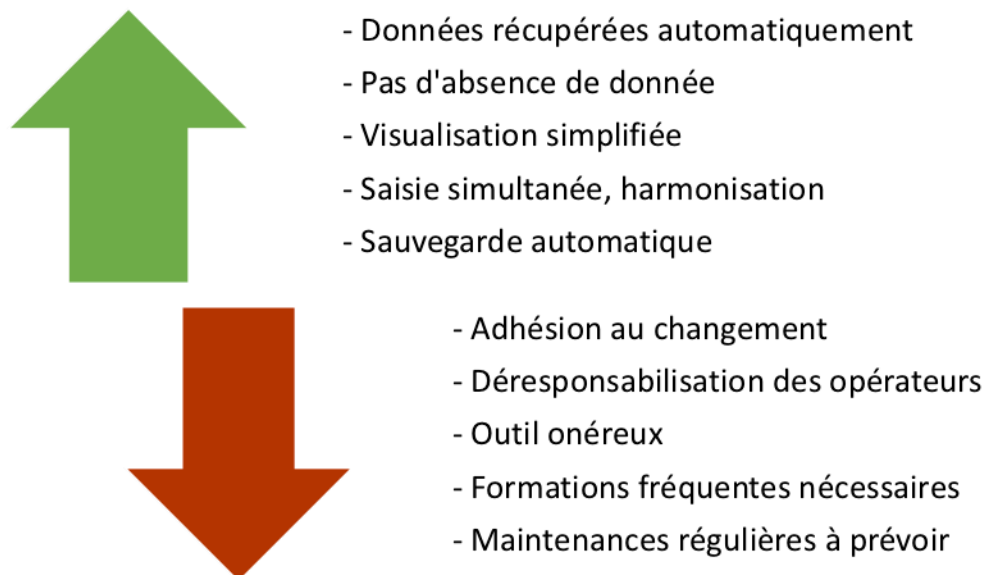 - Données récupérées automatiquement
- Pas d'absence de donnée
- Visualisation simplifiée
- Saisie simultanée, harmonisation
- Sauvegarde automatique
- Adhésion au changement
- Déresponsabilisation des opérateurs
- Outil onéreux
- Formations fréquentes nécessaires
- Maintenances régulières à prévoir